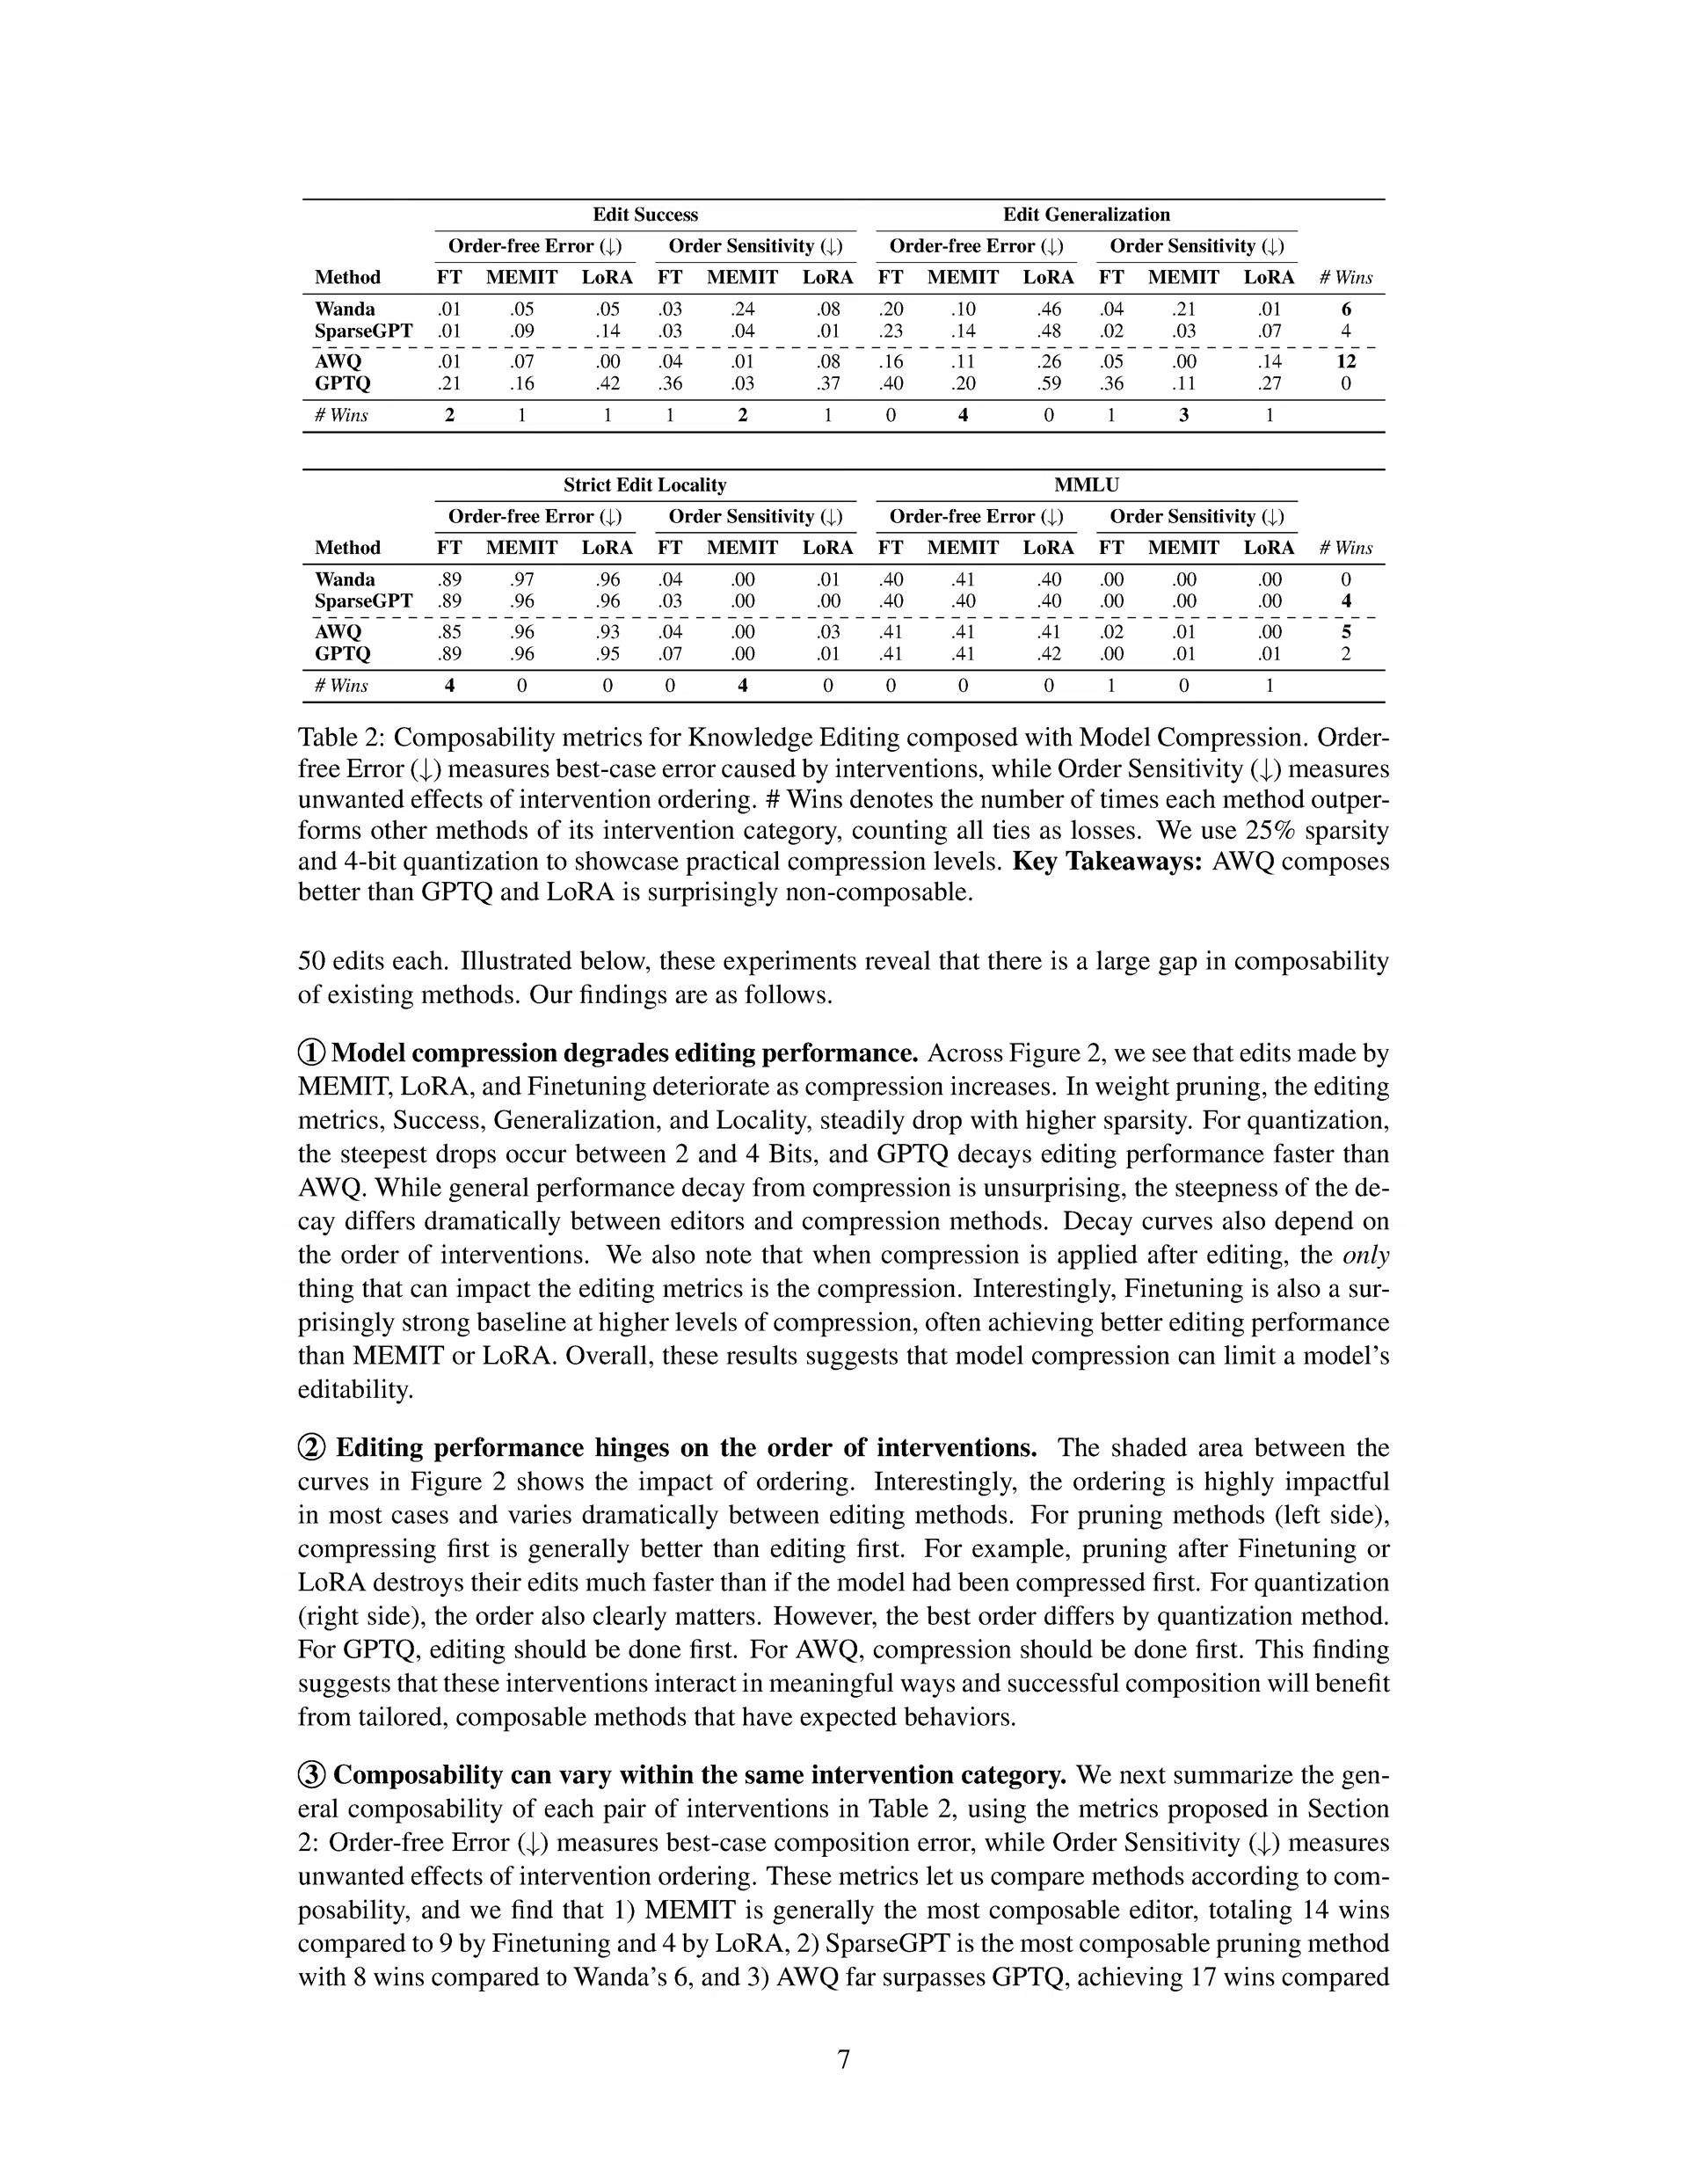 Edit Success Edit Generalization
Order-free Error (↓) Order Sensitivity (↓) Order-free Error (↓) Order Sensitivity (↓)
Method FT MEMIT LoRA FT MEMIT LoRA FT MEMIT LoRA FT MEMIT LoRA # Wins
Wanda .01 .05 .05 .03 .24 .08 .20 .10 .46 .04 .21 .01 6
SparseGPT .01 .09 .14 .03 .04 .01 .23 .14 .48 .02 .03 .07 4
AWQ .01 .07 .00 .04 .01 .08 .16 .11 .26 .05 .00 .14 12
GPTQ .21 .16 .42 .36 .03 .37 .40 .20 .59 .36 .11 .27 0
# Wins 2 1 1 1 2 1 0 4 0 1 3 1
Strict Edit Locality MMLU
Order-free Error (↓) Order Sensitivity (↓) Order-free Error (↓) Order Sensitivity (↓)
Method FT MEMIT LoRA FT MEMIT LoRA FT MEMIT LoRA FT MEMIT LoRA # Wins
Wanda .89 .97 .96 .04 .00 .01 .40 .41 .40 .00 .00 .00 0
SparseGPT .89 .96 .96 .03 .00 .00 .40 .40 .40 .00 .00 .00 4
AWQ .85 .96 .93 .04 .00 .03 .41 .41 .41 .02 .01 .00 5
GPTQ .89 .96 .95 .07 .00 .01 .41 .41 .42 .00 .01 .01 2
# Wins 4 0 0 0 4 0 0 0 0 1 0 1
Table 2: Composability metrics for Knowledge Editing composed with Model Compression. Order-
free Error (↓) measures best-case error caused by interventions, while Order Sensitivity (↓) measures
unwanted effects of intervention ordering. # Wins denotes the number of times each method outper-
forms other methods of its intervention category, counting all ties as losses. We use 25% sparsity
and 4-bit quantization to showcase practical compression levels. Key Takeaways: AWQ composes
better than GPTQ and LoRA is surprisingly non-composable.
50 edits each. Illustrated below, these experiments reveal that there is a large gap in composability
of existing methods. Our findings are as follows.
① Model compression degrades editing performance. Across Figure 2, we see that edits made by
MEMIT, LoRA, and Finetuning deteriorate as compression increases. In weight pruning, the editing
metrics, Success, Generalization, and Locality, steadily drop with higher sparsity. For quantization,
the steepest drops occur between 2 and 4 Bits, and GPTQ decays editing performance faster than
AWQ. While general performance decay from compression is unsurprising, the steepness of the de-
cay differs dramatically between editors and compression methods. Decay curves also depend on
the order of interventions. We also note that when compression is applied after editing, the only
thing that can impact the editing metrics is the compression. Interestingly, Finetuning is also a sur-
prisingly strong baseline at higher levels of compression, often achieving better editing performance
than MEMIT or LoRA. Overall, these results suggests that model compression can limit a model's
editability.
② Editing performance hinges on the order of interventions. The shaded area between the
curves in Figure 2 shows the impact of ordering. Interestingly, the ordering is highly impactful
in most cases and varies dramatically between editing methods. For pruning methods (left side),
compressing first is generally better than editing first. For example, pruning after Finetuning or
LoRA destroys their edits much faster than if the model had been compressed first. For quantization
(right side), the order also clearly matters. However, the best order differs by quantization method.
For GPTQ, editing should be done first. For AWQ, compression should be done first. This finding
suggests that these interventions interact in meaningful ways and successful composition will benefit
from tailored, composable methods that have expected behaviors.
③ Composability can vary within the same intervention category. We next summarize the gen-
eral composability of each pair of interventions in Table 2, using the metrics proposed in Section
2: Order-free Error (↓) measures best-case composition error, while Order Sensitivity (↓) measures
unwanted effects of intervention ordering. These metrics let us compare methods according to com-
posability, and we find that 1) MEMIT is generally the most composable editor, totaling 14 wins
compared to 9 by Finetuning and 4 by LoRA, 2) SparseGPT is the most composable pruning method
with 8 wins compared to Wanda's 6, and 3) AWQ far surpasses GPTQ, achieving 17 wins compared
7